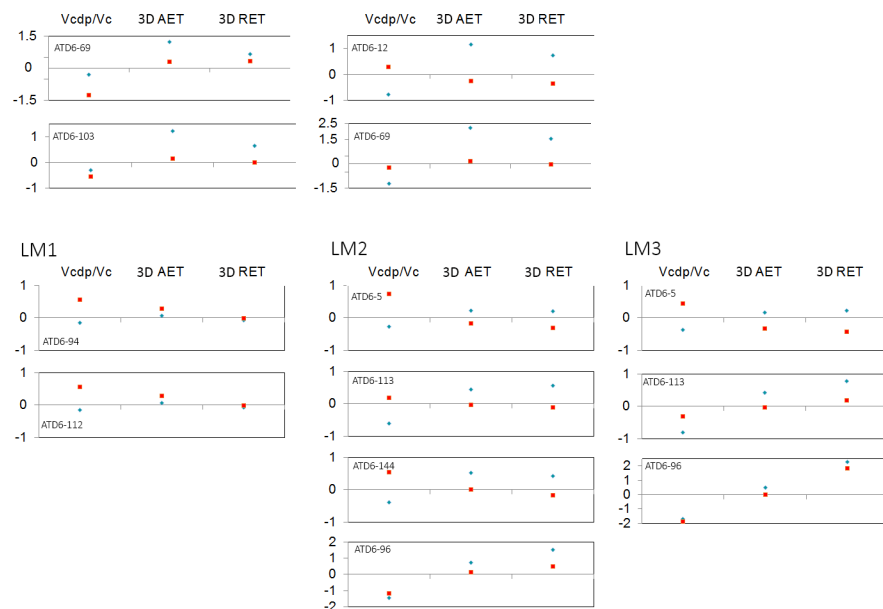 Vcdp/Vc 3D AET 3D RET
1.5
0
-1.5
ATD6-69
1
0
-1
ATD6-103
Vcdp/Vc 3D AET 3D RET
1
0
-1
ATD6-12
2.5
1.5
0
-1.5
ATD6-69
LM1
Vcdp/Vc 3D AET 3D RET
1
0
-1
ATD6-94
1
0
-1
ATD6-112
LM2
Vcdp/Vc 3D AET 3D RET
1
0
-1
ATD6-5
1
0
-1
ATD6-113
1
0
-1
ATD6-144
2
1
0
-1
-2
ATD6-96
LM3
Vcdp/Vc 3D AET 3D RET
1
0
-1
ATD6-5
1
0
-1
ATD6-113
2
1
0
-1
-2
ATD6-96